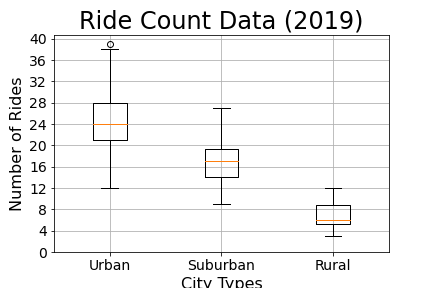 Ride Count Data (2019)
Number of Rides
40
36
32
28
24
20
16
12
8
4
0
Urban Suburban Rural
City Types